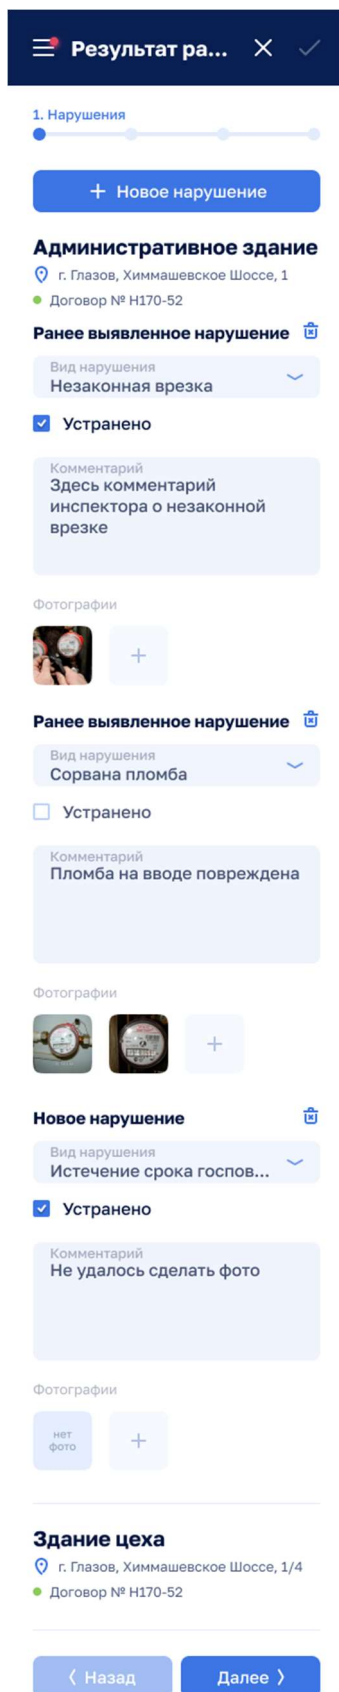 Результат ра...
1. Нарушения
+ Новое нарушение
Административное здание
г. Глазов, Химмашевское Шоссе, 1
Договор № Н170-52
Ранее выявленное нарушение
Вид нарушения
Незаконная врезка
Устранено
Комментарий
Здесь комментарий
инспектора о незаконной
врезке
Фотографии
+
Ранее выявленное нарушение
Вид нарушения
Сорвана пломба
Устранено
Комментарий
Пломба на вводе повреждена
Фотографии
+
Новое нарушение
Вид нарушения
Истечение срока госпов...
Устранено
Комментарий
Не удалось сделать фото
Фотографии
нет
фото
+
Здание цеха
г. Глазов, Химмашевское Шоссе, 1/4
Договор № Н170-52
Назад
Далее